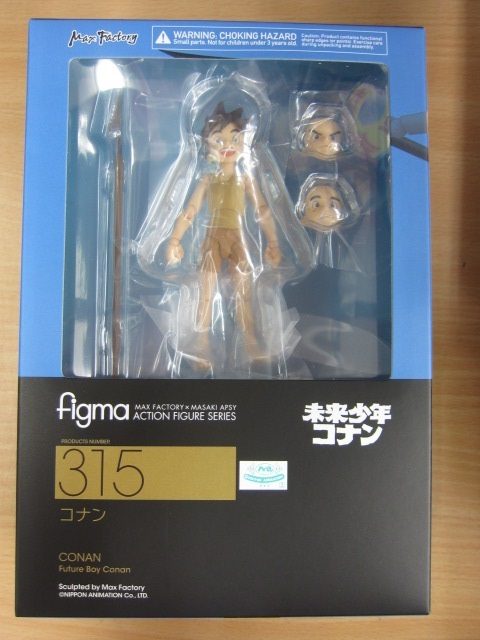 Max Factory
WARNING: CHOKING HAZARD
Small parts. Not for children under 3 years old.
Caution: Product contains functional
sharp edges (or points). Exercise care
during unpacking and assembly.
figma
MAX FACTORY × MASAKI APSY
ACTION FIGURE SERIES
未来少年
コナン
PRODUCTS NUMBER
315
コナン
CONAN
Future Boy Conan
Sculpted by Max Factory
©NIPPON ANIMATION Co., LTD.